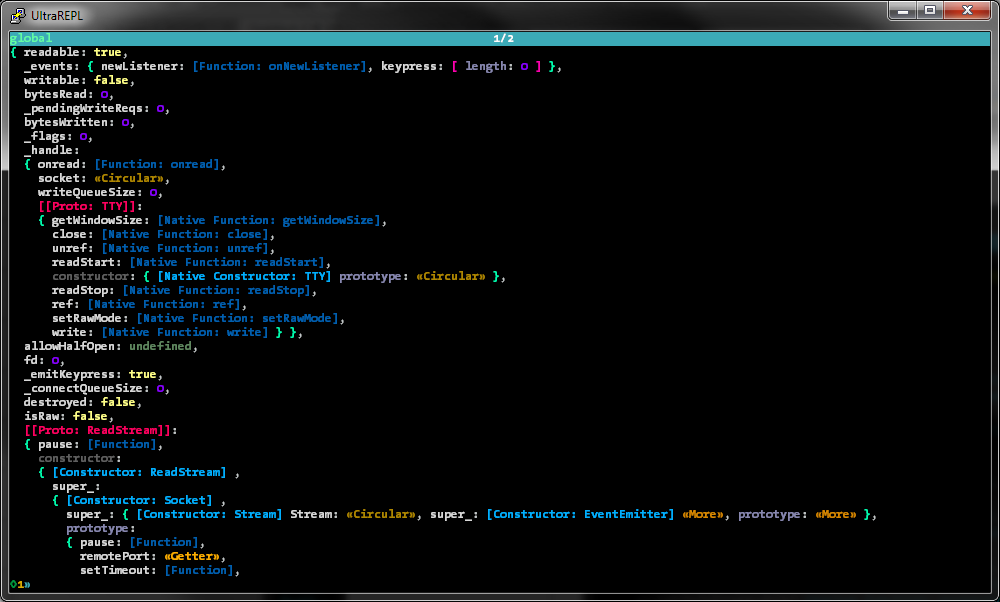 UltraREPL
global 1/2
{ readable: true,
_events: { newListener: [Function: onNewListener], keypress: [ length: 0 ] },
writable: false,
bytesRead: 0,
_pendingWriteReqs: 0,
bytesWritten: 0,
_flags: 0,
_handle:
{ onread: [Function: onread],
socket: «Circular»,
writeQueueSize: 0,
[[Proto: TTY]]:
{ getWindowSize: [Native Function: getWindowSize],
close: [Native Function: close],
unref: [Native Function: unref],
readStart: [Native Function: readStart],
constructor: { [Native Constructor: TTY] prototype: «Circular» },
readStop: [Native Function: readStop],
ref: [Native Function: ref],
setRawMode: [Native Function: setRawMode],
write: [Native Function: write] } },
allowHalfOpen: undefined,
fd: 0,
_emitKeypress: true,
_connectQueueSize: 0,
destroyed: false,
isRaw: false,
[[Proto: ReadStream]]:
{ pause: [Function],
constructor:
{ [Constructor: ReadStream] ,
super_:
{ [Constructor: Socket] ,
super_: { [Constructor: Stream] Stream: «Circular», super_: [Constructor: EventEmitter] «More», prototype: «More» },
prototype:
{ pause: [Function],
remotePort: «Getter»,
setTimeout: [Function],
01»